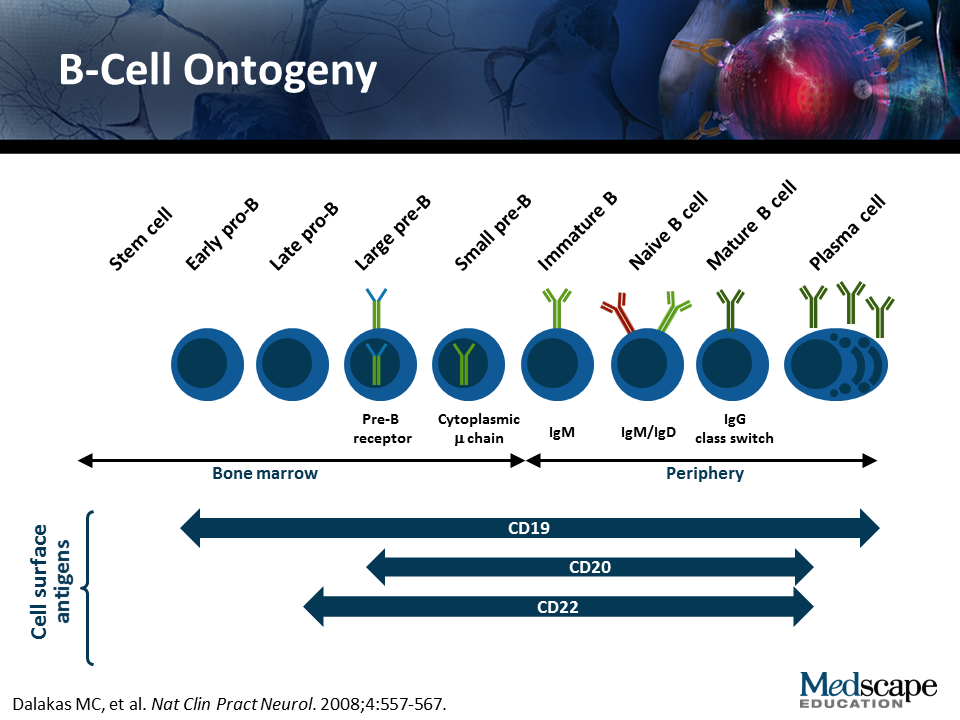 B-Cell Ontogeny
Stem cell
Early pro-B
Late pro-B
Large pre-B
Small pre-B
Immature B
Naive B cell
Mature B cell
Plasma cell
Pre-B
receptor
Cytoplasmic
μ chain
IgM
IgM/IgD
IgG
class switch
Bone marrow
Periphery
Cell surface
antigens
CD19
CD20
CD22
Medscape
EDUCATION
Dalakas MC, et al. Nat Clin Pract Neurol. 2008;4:557-567.